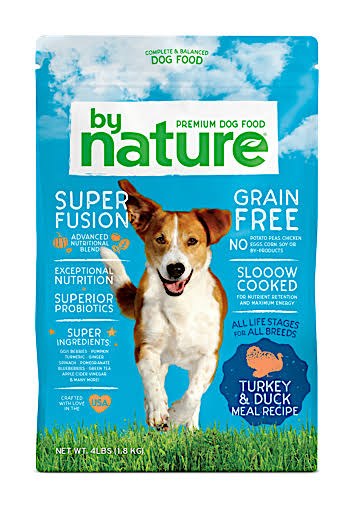 COMPLETE & BALANCED
DOG FOOD
by
PREMIUM DOG FOOD
nature
SUPER
FUSION
ADVANCED
NUTRITIONAL
BLEND
EXCEPTIONAL
NUTRITION
SUPERIOR
PROBIOTICS
SUPER
INGREDIENTS
GOJI BERRIES PUMPKIN
TURMERIC GINGER
SPINACH POMEGRANATE
BLUEBERRIES GREEN TEA
APPLE CIDER VINEGAR
& MANY MORE!
CRAFTED
WITH LOVE
IN THE USA
GRAIN
FREE
NO POTATO PEAS CHICKEN
EGGS CORN SOY OR
BY-PRODUCTS
SLOOOW
COOKED
FOR NUTRIENT RETENTION
AND MAXIMUM ENERGY
ALL LIFE STAGES
for ALL BREEDS
TURKEY
& DUCK
MEAL RECIPE
NET WT. 4LBS (1.8 KG)